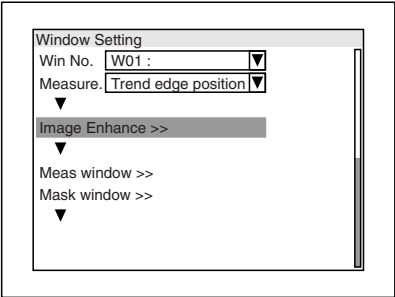 Window Setting
Win No. W01 :
Measure. Trend edge position
Image Enhance >>
Meas window >>
Mask window >>